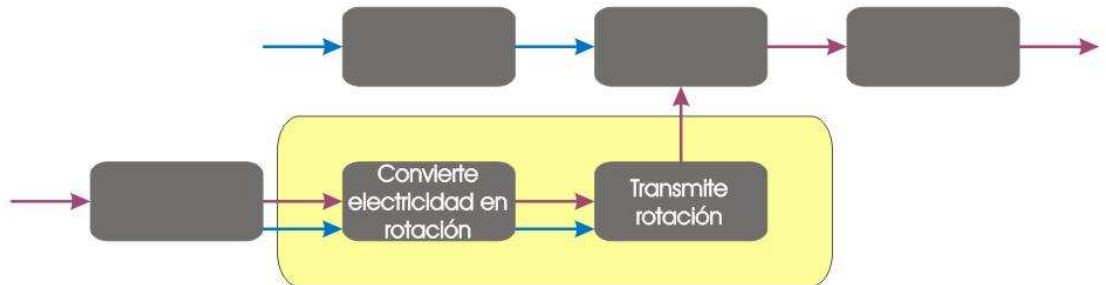 Convierte
electricidad en
rotación
Transmite
rotación